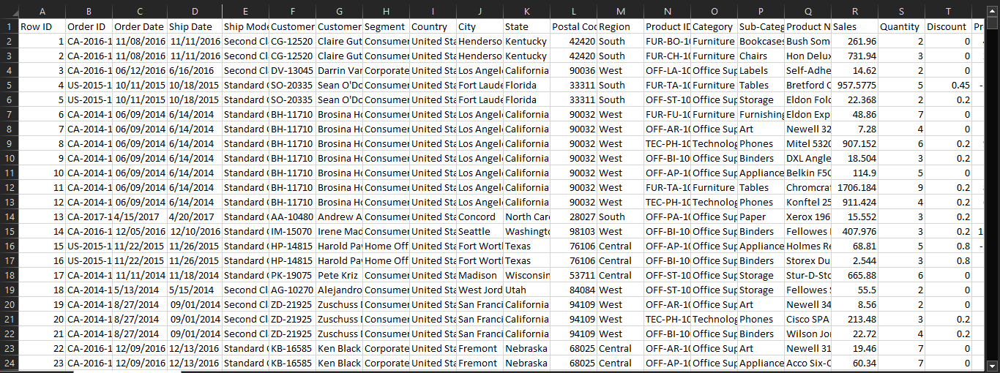 A B C D E F G H I J K L M N O P Q R S T
1 Row ID Order ID Order Date Ship Date Ship Mode Customer Customer Segment Country City State Postal Coc Region Product ID Category Sub-Categ Product N Sales Quantity Discount Pr
2 1 CA-2016-1 11/08/2016 11/11/2016 Second Cl CG-12520 Claire Gut Consumer United Sta Henderso Kentucky 42420 South FUR-BO-10 Furniture Bookcases Bush Som 261.96 2 0
3 2 CA-2016-1 11/08/2016 11/11/2016 Second Cl CG-12520 Claire Gut Consumer United Sta Henderso Kentucky 42420 South FUR-CH-10 Furniture Chairs Hon Delux 731.94 3 0
4 3 CA-2016-1 06/12/2016 6/16/2016 Second Cl DV-13045 Darrin Var Corporate United Sta Los Angel California 90036 West OFF-LA-10 Office Sup Labels Self-Adhe 14.62 2 0
5 4 US-2015-1 10/11/2015 10/18/2015 Standard C SO-20335 Sean O'Do Consumer United Sta Fort Laude Florida 33311 South FUR-TA-10 Furniture Tables Bretford C 957.5775 5 0.45 -
6 5 US-2015-1 10/11/2015 10/18/2015 Standard C SO-20335 Sean O'Do Consumer United Sta Fort Laude Florida 33311 South OFF-ST-10 Office Sup Storage Eldon Fold 22.368 2 0.2
7 6 CA-2014-1 06/09/2014 6/14/2014 Standard C BH-11710 Brosina Ho Consumer United Sta Los Angel California 90032 West FUR-FU-10 Furniture Furnishing Eldon Exp 48.86 7 0
8 7 CA-2014-1 06/09/2014 6/14/2014 Standard C BH-11710 Brosina Ho Consumer United Sta Los Angel California 90032 West OFF-AR-10 Office Sup Art Newell 32 7.28 4 0
9 8 CA-2014-1 06/09/2014 6/14/2014 Standard C BH-11710 Brosina Ho Consumer United Sta Los Angel California 90032 West TEC-PH-10 Technolog Phones Mitel 5320 907.152 6 0.2
10 9 CA-2014-1 06/09/2014 6/14/2014 Standard C BH-11710 Brosina Ho Consumer United Sta Los Angel California 90032 West OFF-BI-10 Office Sup Binders DXL Angle 18.504 3 0.2
11 10 CA-2014-1 06/09/2014 6/14/2014 Standard C BH-11710 Brosina Ho Consumer United Sta Los Angel California 90032 West OFF-AP-10 Office Sup Appliance Belkin F5C 114.9 5 0
12 11 CA-2014-1 06/09/2014 6/14/2014 Standard C BH-11710 Brosina Ho Consumer United Sta Los Angel California 90032 West FUR-TA-10 Furniture Tables Chromcraf 1706.184 9 0.2
13 12 CA-2014-1 06/09/2014 6/14/2014 Standard C BH-11710 Brosina Ho Consumer United Sta Los Angel California 90032 West TEC-PH-10 Technolog Phones Konftel 25 911.424 4 0.2
14 13 CA-2017-1 4/15/2017 4/20/2017 Standard C AA-10480 Andrew A Consumer United Sta Concord North Car 28027 South OFF-PA-10 Office Sup Paper Xerox 196 15.552 3 0.2
15 14 CA-2016-1 12/05/2016 12/10/2016 Standard C IM-15070 Irene Mad Consumer United Sta Seattle Washingt 98103 West OFF-BI-10 Office Sup Binders Fellowes 407.976 3 0.2 1
16 15 US-2015-1 11/22/2015 11/26/2015 Standard C HP-14815 Harold Pav Home Off United Sta Fort Wort Texas 76106 Central OFF-AP-10 Office Sup Appliance Holmes Re 68.81 5 0.8 -
17 16 US-2015-1 11/22/2015 11/26/2015 Standard C HP-14815 Harold Pav Home Off United Sta Fort Wort Texas 76106 Central OFF-BI-10 Office Sup Binders Storex Du 2.544 3 0.8
18 17 CA-2014-1 11/11/2014 11/18/2014 Standard C PK-19075 Pete Kriz Consumer United Sta Madison Wisconsin 53711 Central OFF-ST-10 Office Sup Storage Stur-D-Sto 665.88 6 0
19 18 CA-2014-1 5/13/2014 5/15/2014 Second Cl AG-10270 Alejandro Consumer United Sta West Jord Utah 84084 West OFF-ST-10 Office Sup Storage Fellowes 55.5 2 0
20 19 CA-2014-1 8/27/2014 09/01/2014 Second Cl ZD-21925 Zuschuss Consumer United Sta San Franci California 94109 West OFF-AR-10 Office Sup Art Newell 34 8.56 2 0
21 20 CA-2014-1 8/27/2014 09/01/2014 Second Cl ZD-21925 Zuschuss Consumer United Sta San Franci California 94109 West TEC-PH-10 Technolog Phones Cisco SPA 213.48 3 0.2
22 21 CA-2014-1 8/27/2014 09/01/2014 Second Cl ZD-21925 Zuschuss Consumer United Sta San Franci California 94109 West OFF-BI-10 Office Sup Binders Wilson Jo 22.72 4 0.2
23 22 CA-2016-1 12/09/2016 12/13/2016 Standard C KB-16585 Ken Black Corporate United Sta Fremont Nebraska 68025 Central OFF-AR-10 Office Sup Art Newell 31 19.46 7 0
24 23 CA-2016-1 12/09/2016 12/13/2016 Standard C KB-16585 Ken Black Corporate United Sta Fremont Nebraska 68025 Central OFF-AP-10 Office Sup Appliance Acco Six-C 60.34 7 0